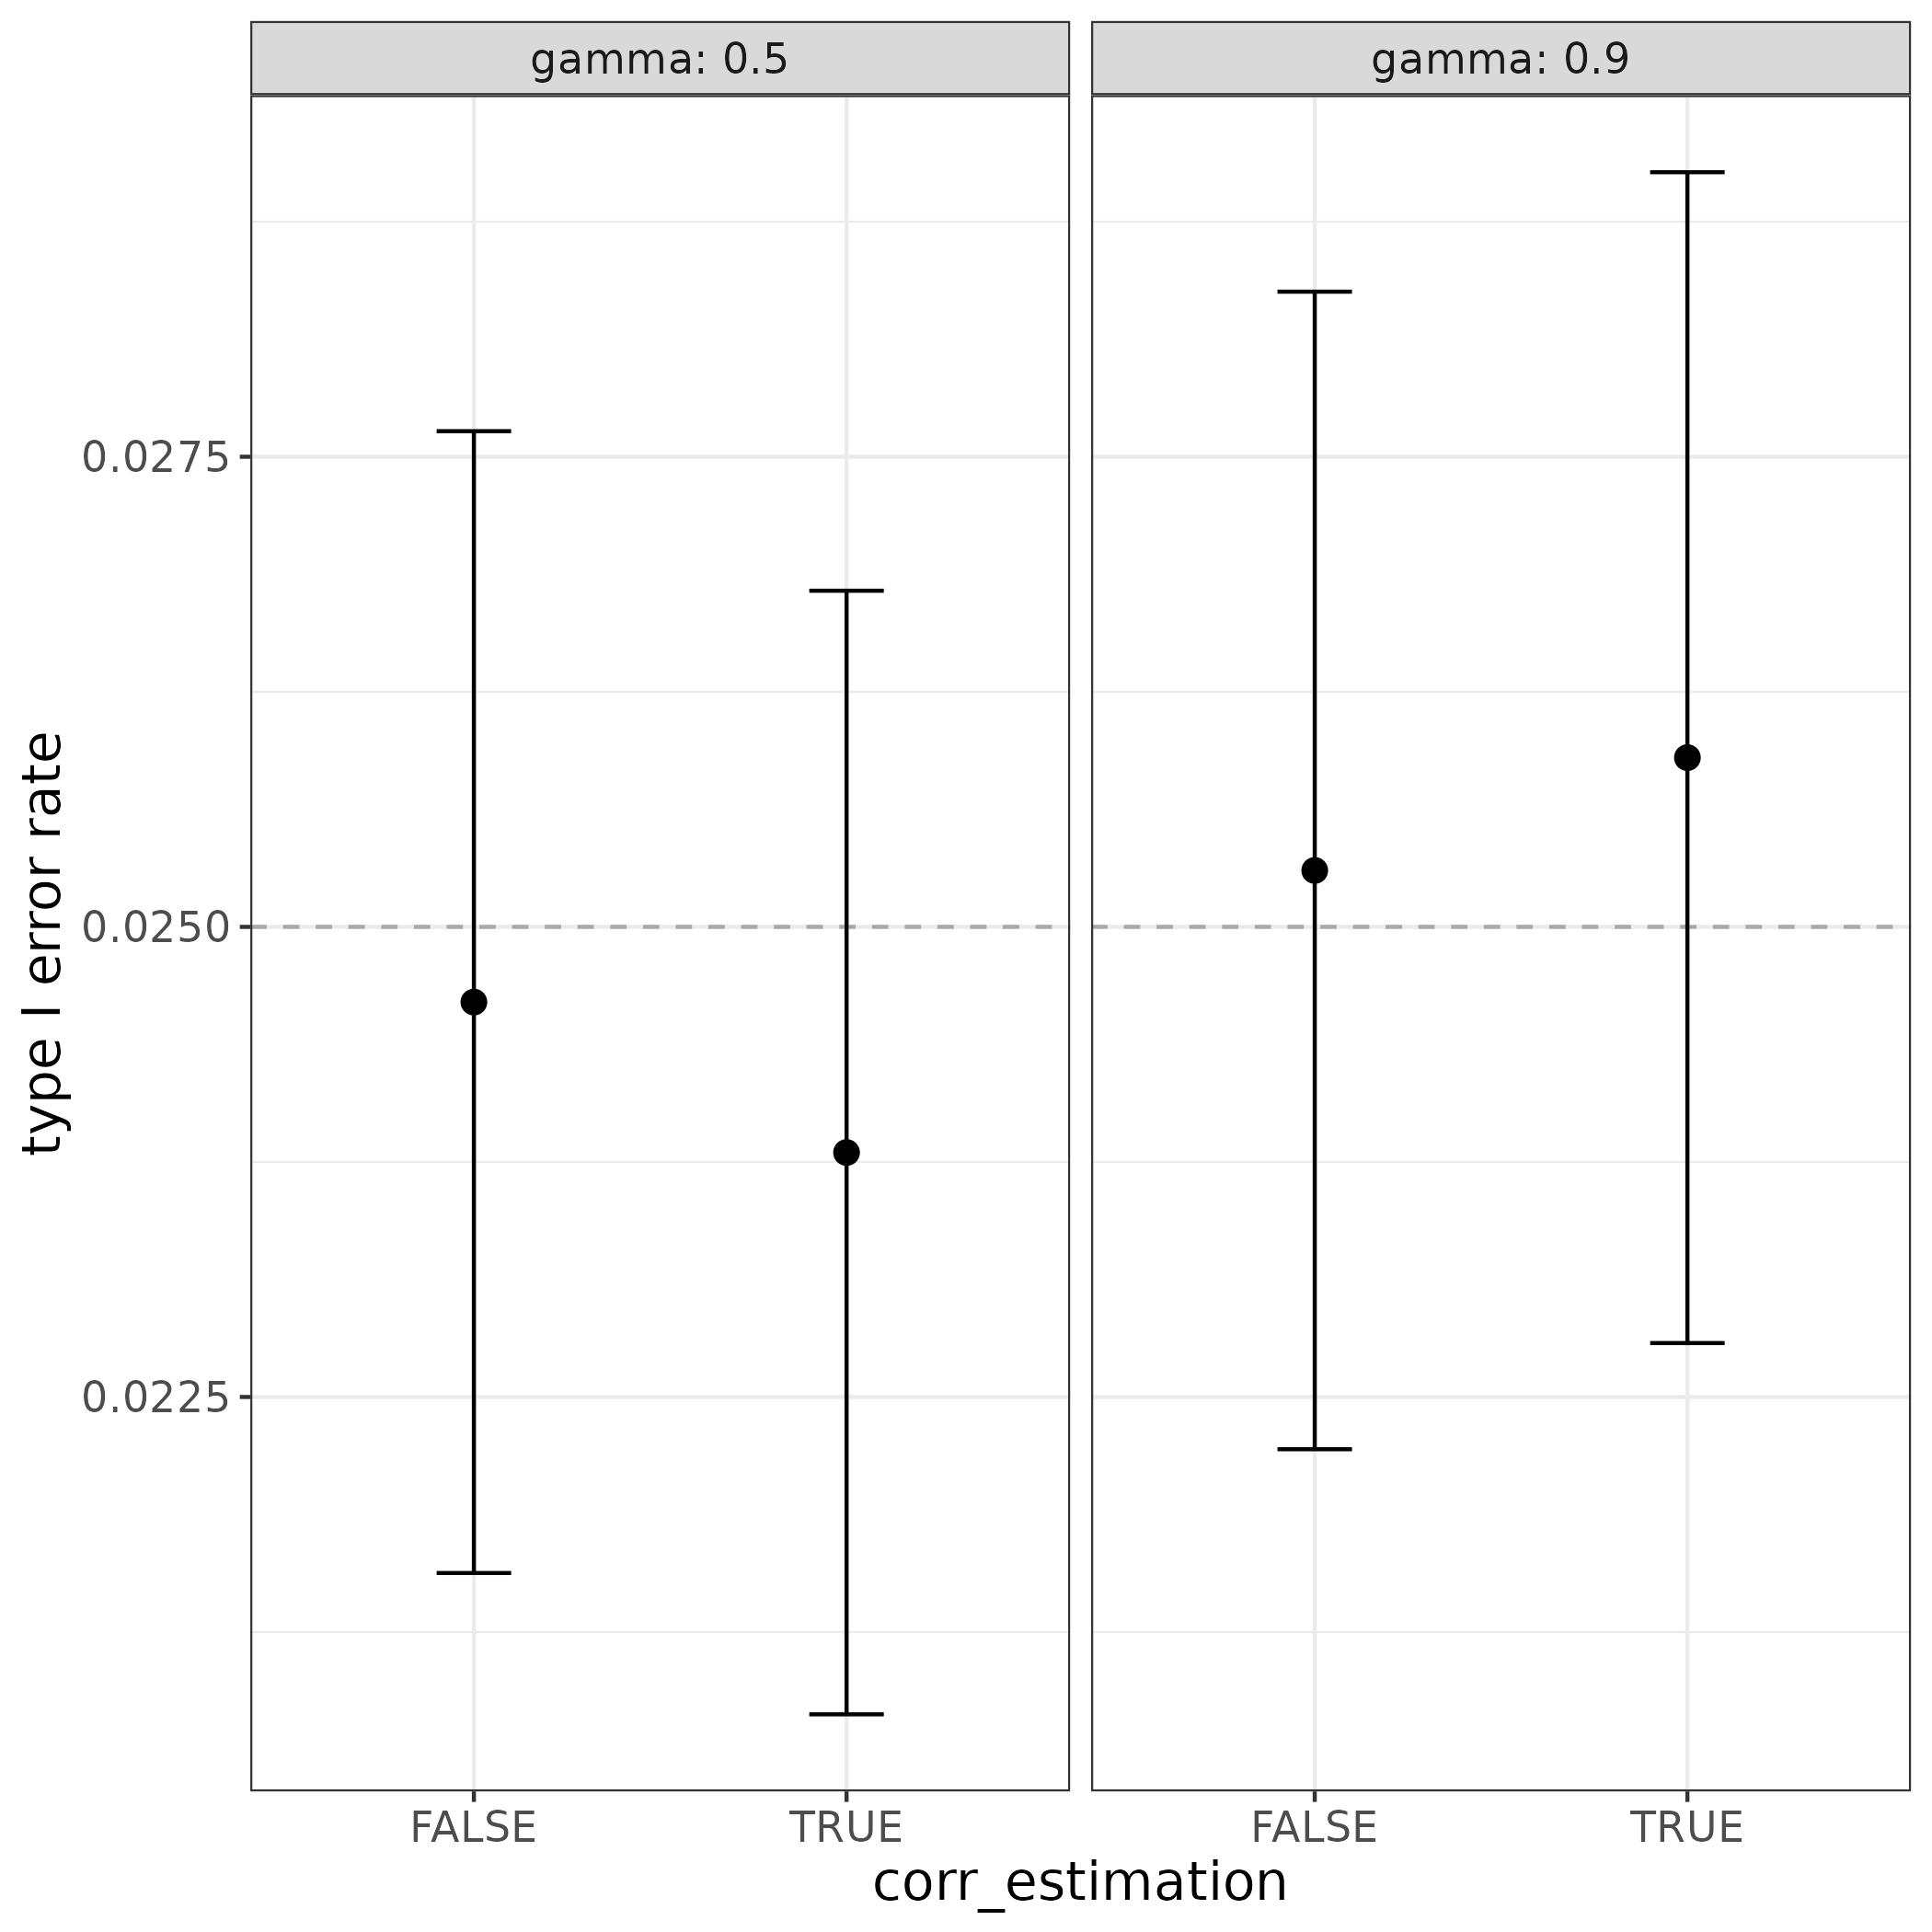 gamma: 0.5
gamma: 0.9
type I error rate
0.0275
0.0250
0.0225
FALSE
TRUE
FALSE
TRUE
corr_estimation